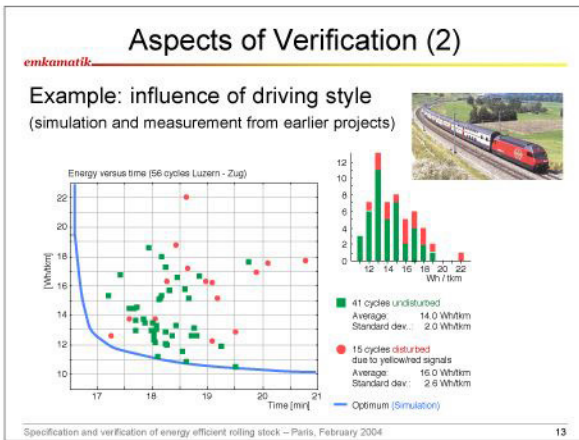 Aspects of Verification (2)
emkamatik
Example: influence of driving style
(simulation and measurement from earlier projects)
Energy versus time (56 cycles Luzern - Zug)
[Wh/tkm]
22
20
18
16
14
12
10
17 18 19 20 21
Time [min]
12
10
8
6
4
2
0
12 14 16 18 20 22
Wh / tkm
41 cycles undisturbed
Average: 14.0 Wh/tkm
Standard dev.: 2.0 Wh/tkm
15 cycles disturbed
due to yellow/red signals
Average: 16.0 Wh/tkm
Standard dev.: 2.6 Wh/tkm
Optimum (Simulation)
Specification and verification of energy efficient rolling stock – Paris, February 2004 13